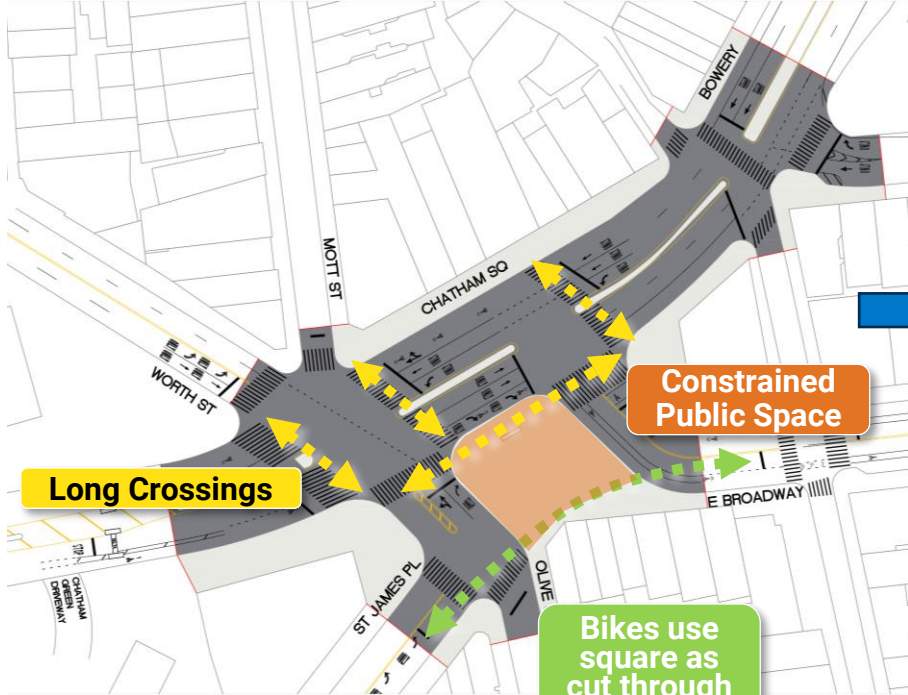 BOWERY
MOTT ST
CHATHAM SQ
WORTH ST
Constrained
Public Space
Long Crossings
E BROADWAY
CHATHAM
GREEN
DRIVEWAY
ST JAMES PL
OLIVE
Bikes use
square as
cut through